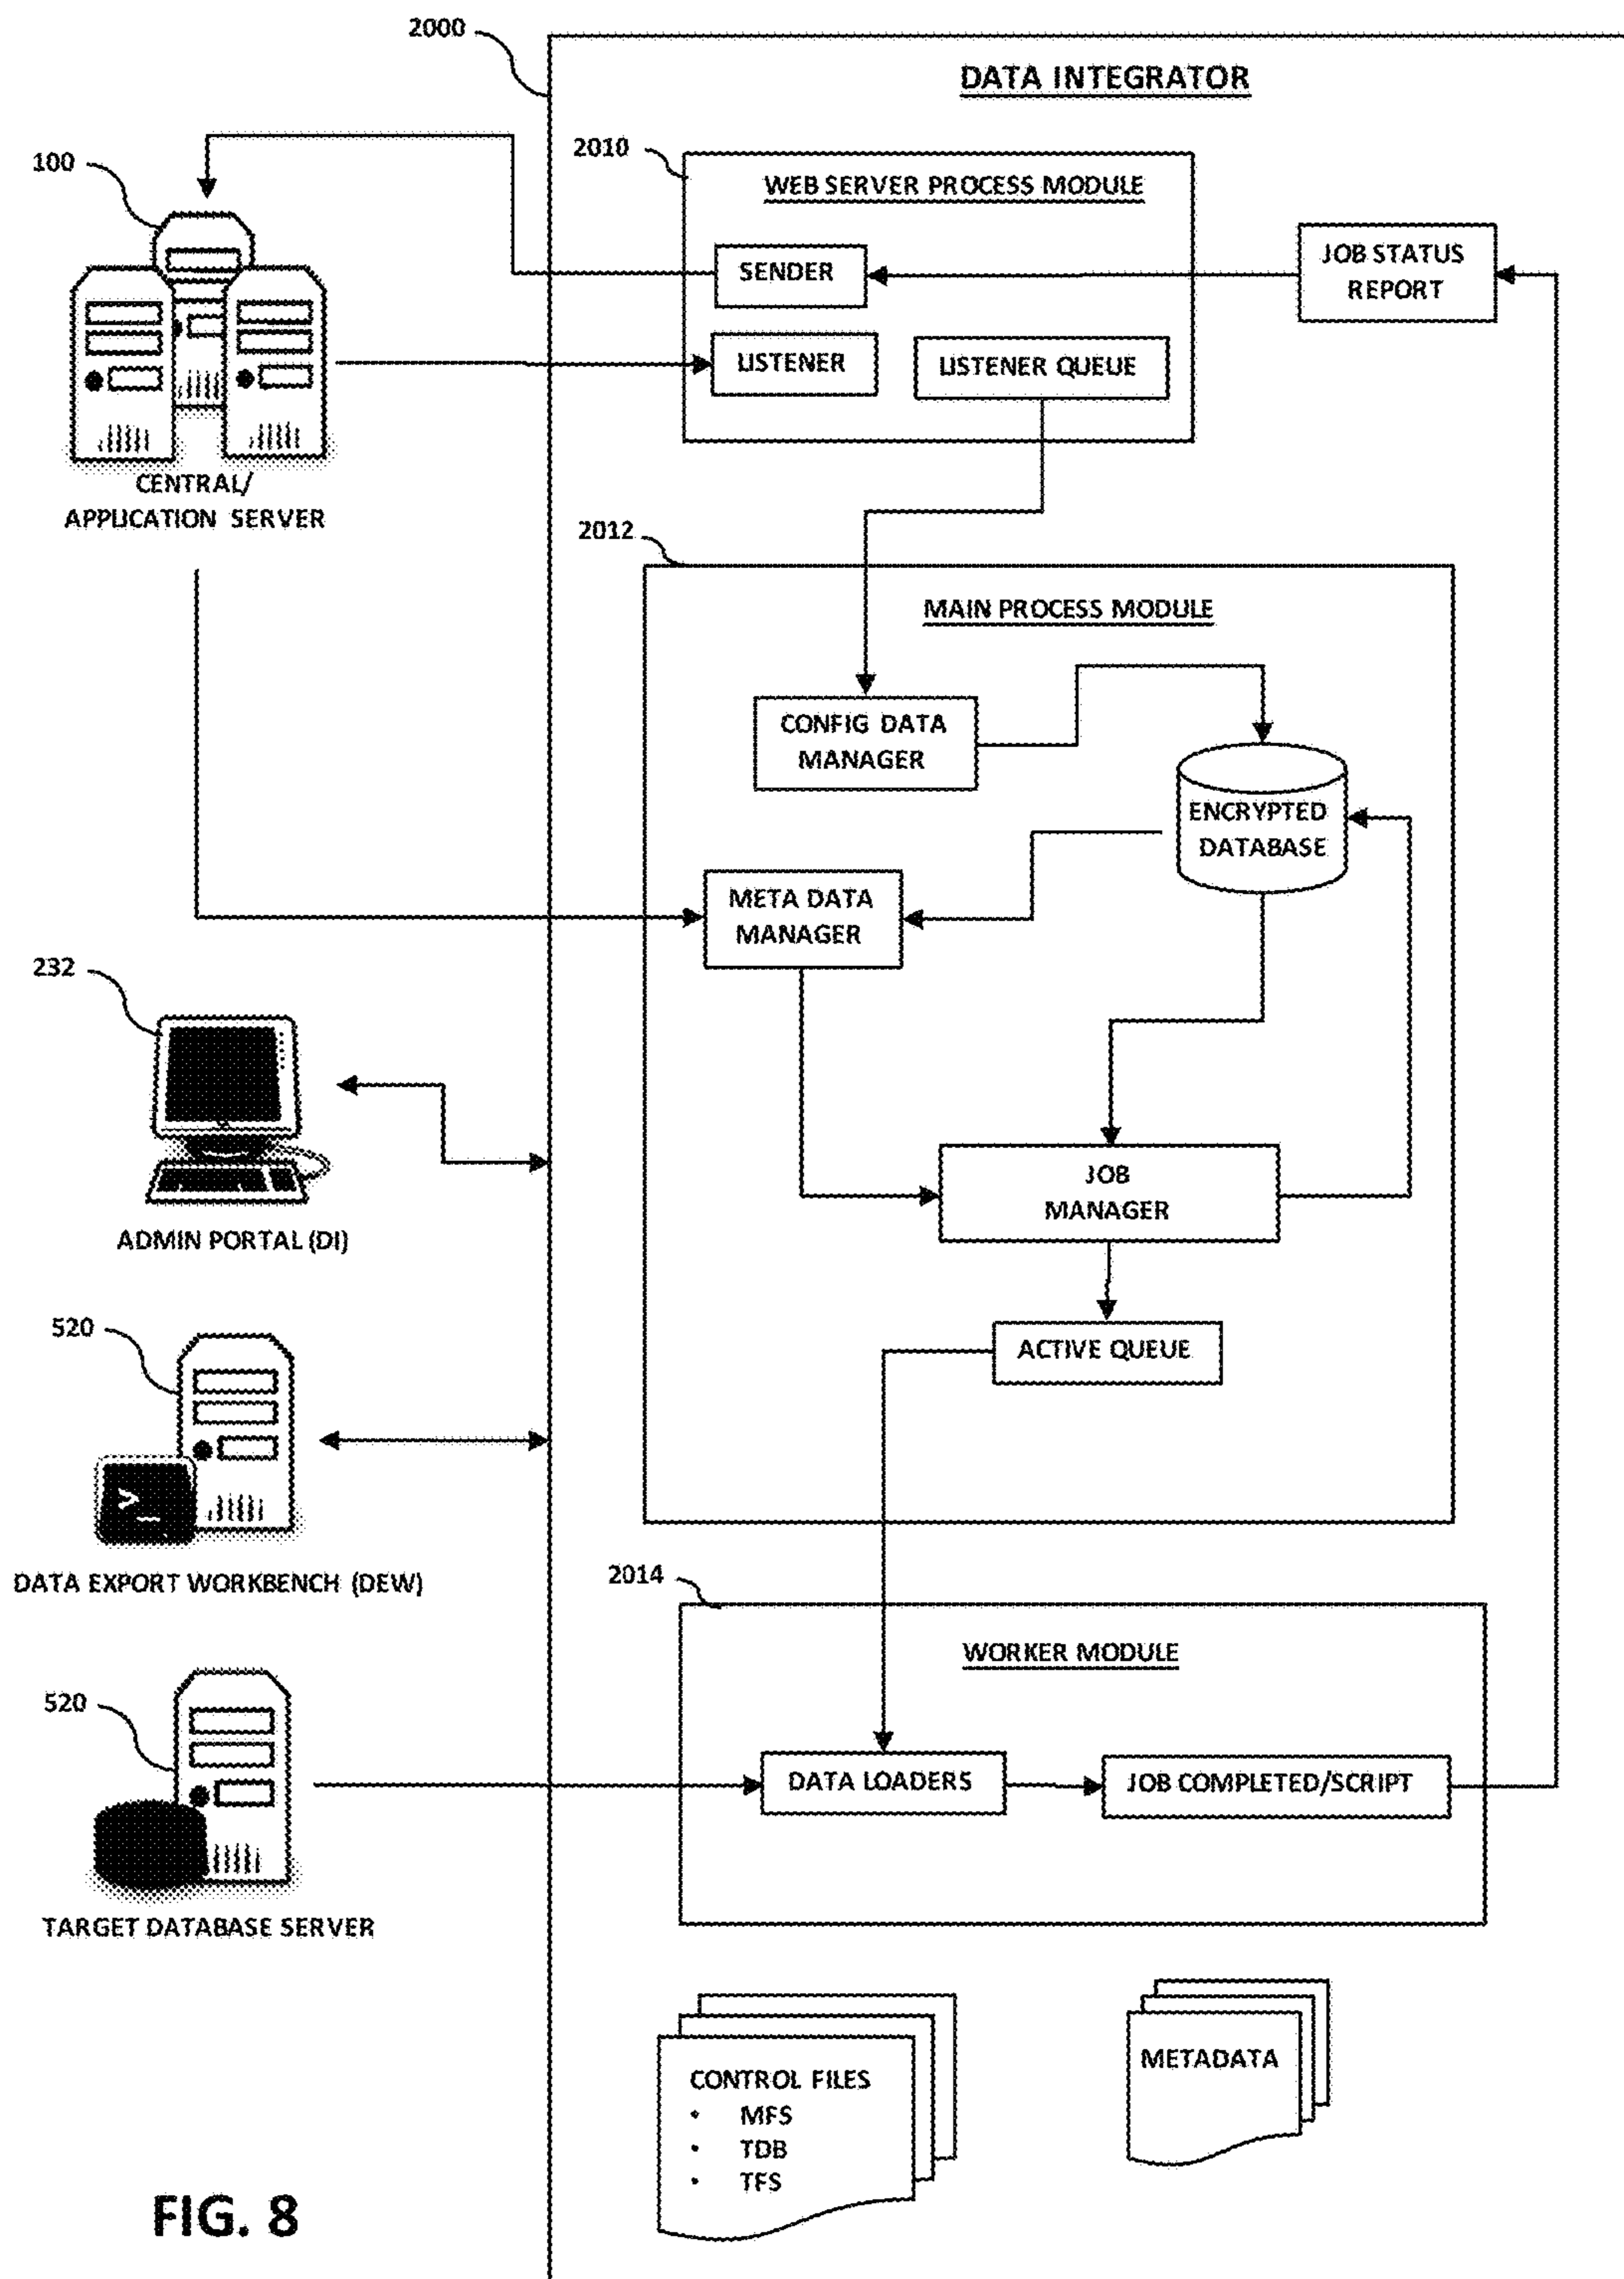 2000
DATA INTEGRATOR
100
2010
WEB SERVER PROCESS MODULE
SENDER
JOB STATUS
REPORT
LISTENER
LISTENER QUEUE
CENTRAL/
APPLICATION SERVER
2012
MAIN PROCESS MODULE
CONFIG DATA
MANAGER
ENCRYPTED
DATABASE
META DATA
MANAGER
232
JOB
MANAGER
ADMIN PORTAL (DI)
520
ACTIVE QUEUE
>_
DATA EXPORT WORKBENCH (DEW)
2014
WORKER MODULE
520
DATA LOADERS
JOB COMPLETED/SCRIPT
TARGET DATABASE SERVER
CONTROL FILES
• MFS
• TDB
• TFS
METADATA
FIG. 8